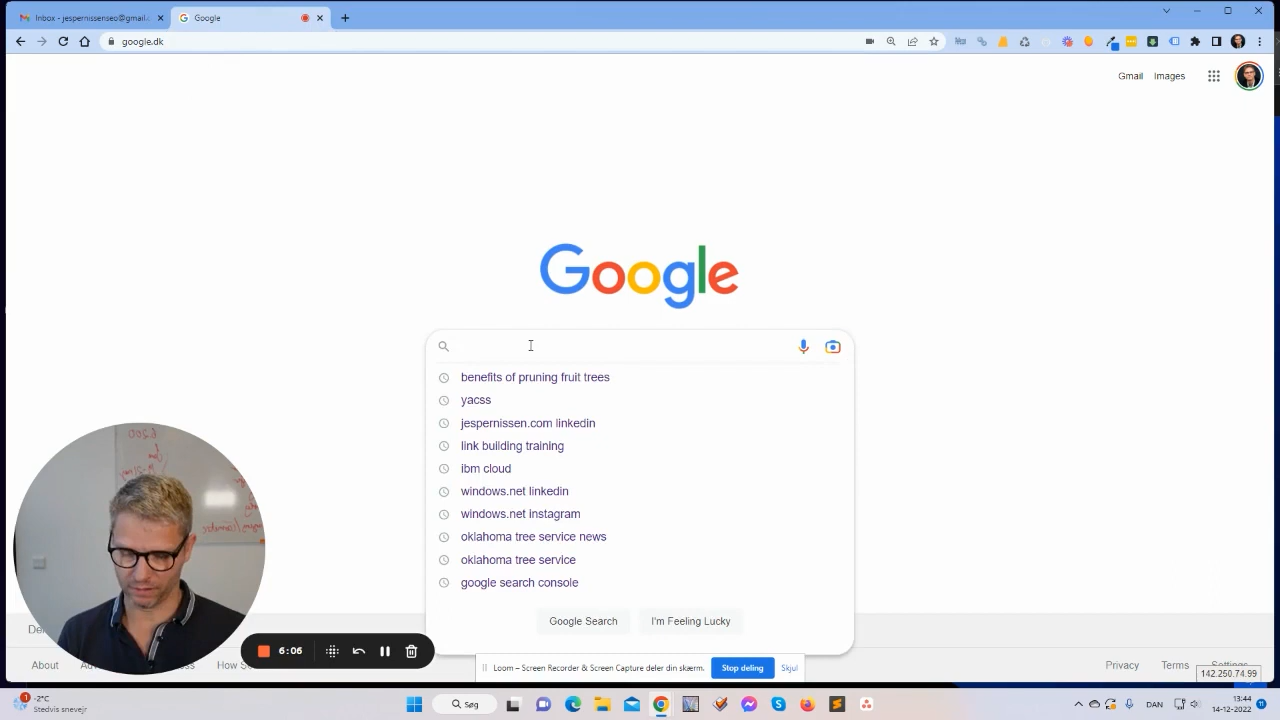 Inbox - jespernissenseo@gmail.
Google
google.dk
Gmail
Images
Google
benefits of pruning fruit trees
yacss
jespernissen.com linkedin
link building training
ibm cloud
windows.net linkedin
windows.net instagram
oklahoma tree service news
oklahoma tree service
google search console
Google Search
I'm Feeling Lucky
6:06
Loom – Screen Recorder & Screen Capture deler din skærm.
Stop deling
Skjul
About
Privacy
Terms
Settings
142.250.74.99
1
-2°C
Stedvis snevejr
Søg
DAN
13:44
14-12-2022